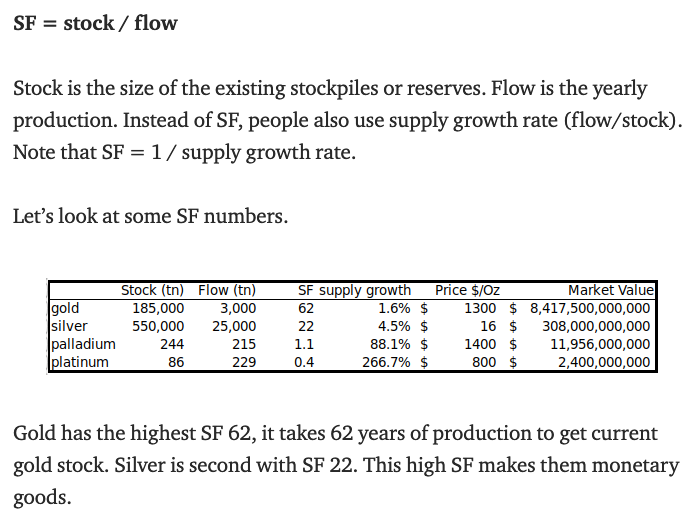 SF = stock / flow
Stock is the size of the existing stockpiles or reserves. Flow is the yearly
production. Instead of SF, people also use supply growth rate (flow/stock).
Note that SF = 1 / supply growth rate.
Let’s look at some SF numbers.
Stock (tn) Flow (tn) SF supply growth Price $/Oz Market Value
gold 185,000 3,000 62 1.6% $ 1300 $ 8,417,500,000,000
silver 550,000 25,000 22 4.5% $ 16 $ 308,000,000,000
palladium 244 215 1.1 88.1% $ 1400 $ 11,956,000,000
platinum 86 229 0.4 266.7% $ 800 $ 2,400,000,000
Gold has the highest SF 62, it takes 62 years of production to get current
gold stock. Silver is second with SF 22. This high SF makes them monetary
goods.